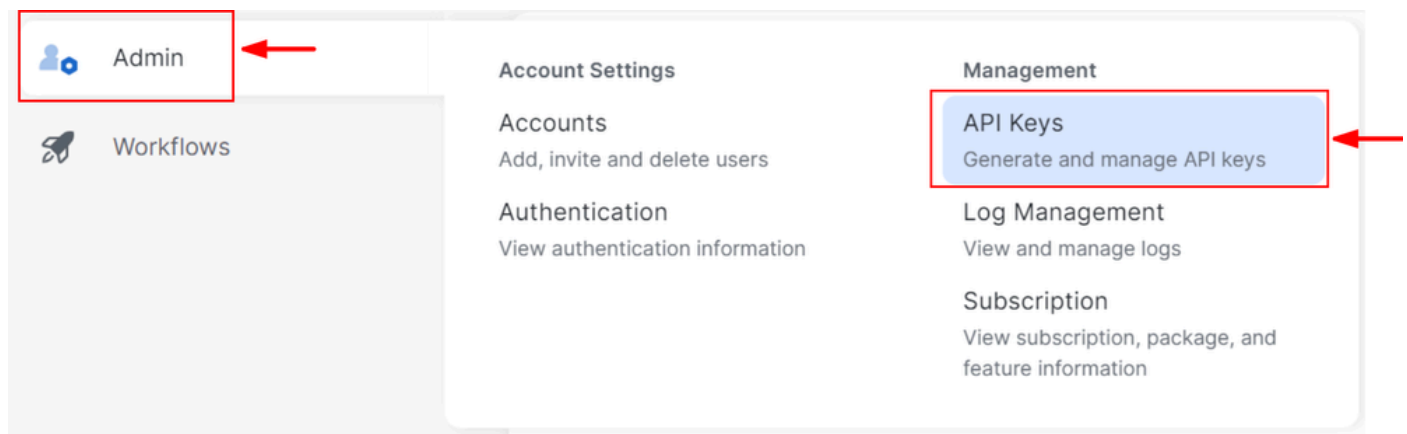 Admin
Workflows
Account Settings
Accounts
Add, invite and delete users
Authentication
View authentication information
Management
API Keys
Generate and manage API keys
Log Management
View and manage logs
Subscription
View subscription, package, and
feature information